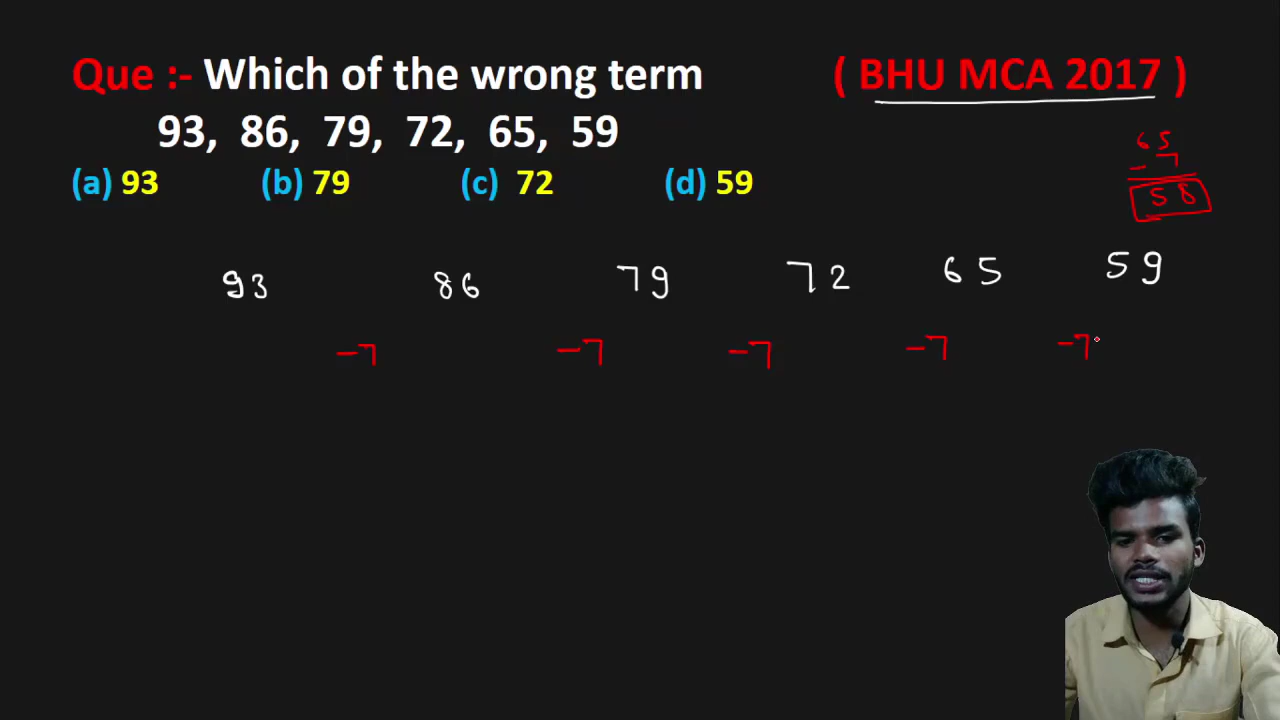 Que :- Which of the wrong term ( BHU MCA 2017 )
93, 86, 79, 72, 65, 59
(a) 93 (b) 79 (c) 72 (d) 59
65
- 7
58
93 86 79 72 65 59
-7 -7 -7 -7 -7